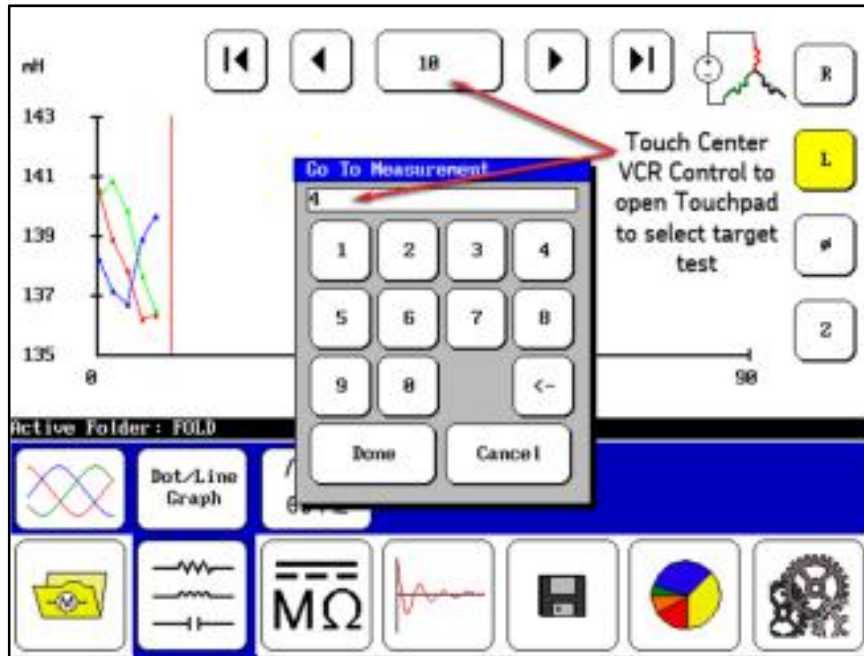 10
R
mH
143
141
139
137
135
0
90
Touch Center
VCR Control to
open Touchpad
to select target
test
L
ø
Z
Go To Measurement
4
1 2 3 4
5 6 7 8
9 0 <-
Done Cancel
Active Folder: FOLD
Dot/Line
Graph
M
MΩ